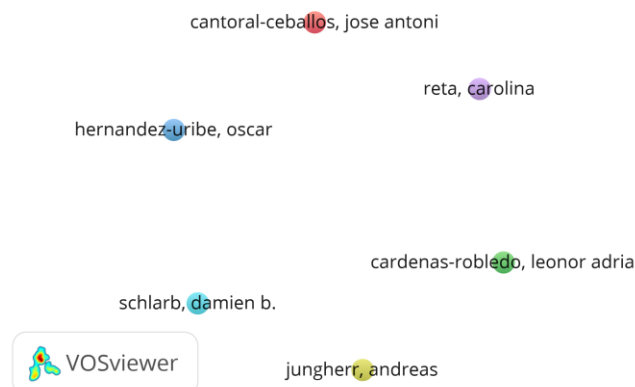 cantoral-ceballos, jose antoni
reta, carolina
hernandez-uribe, oscar
cardenas-robledo, leonor adria
schlarb, damien b.
VOSviewer
jungherr, andreas